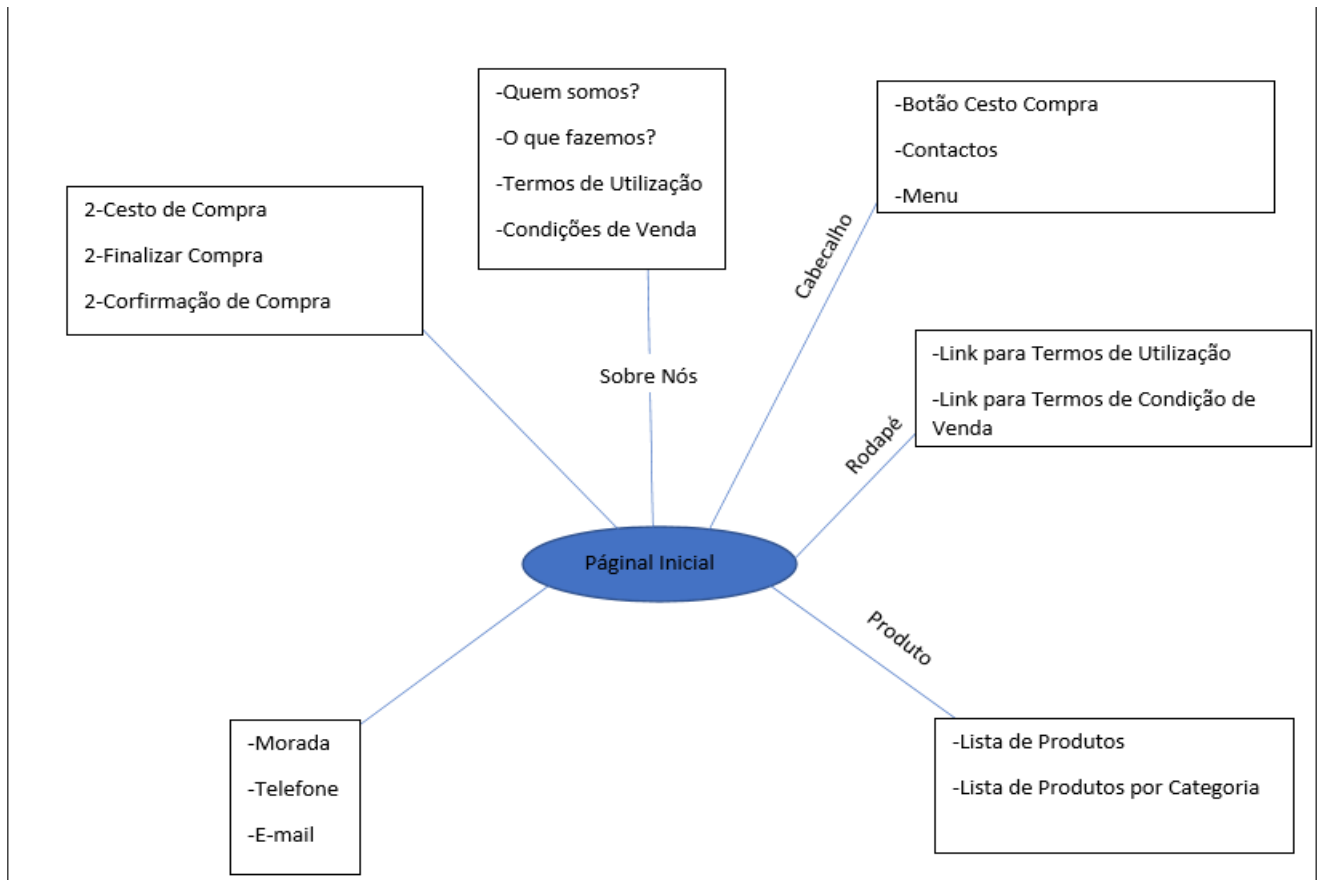 -Quem somos?
-O que fazemos?
-Termos de Utilização
-Condições de Venda
-Botão Cesto Compra
-Contactos
-Menu
2-Cesto de Compra
2-Finalizar Compra
2-Corfirmação de Compra
Cabecalho
Sobre Nós
-Link para Termos de Utilização
-Link para Termos de Condição de
Venda
Rodapé
Páginal Inicial
Produto
-Morada
-Telefone
-E-mail
-Lista de Produtos
-Lista de Produtos por Categoria